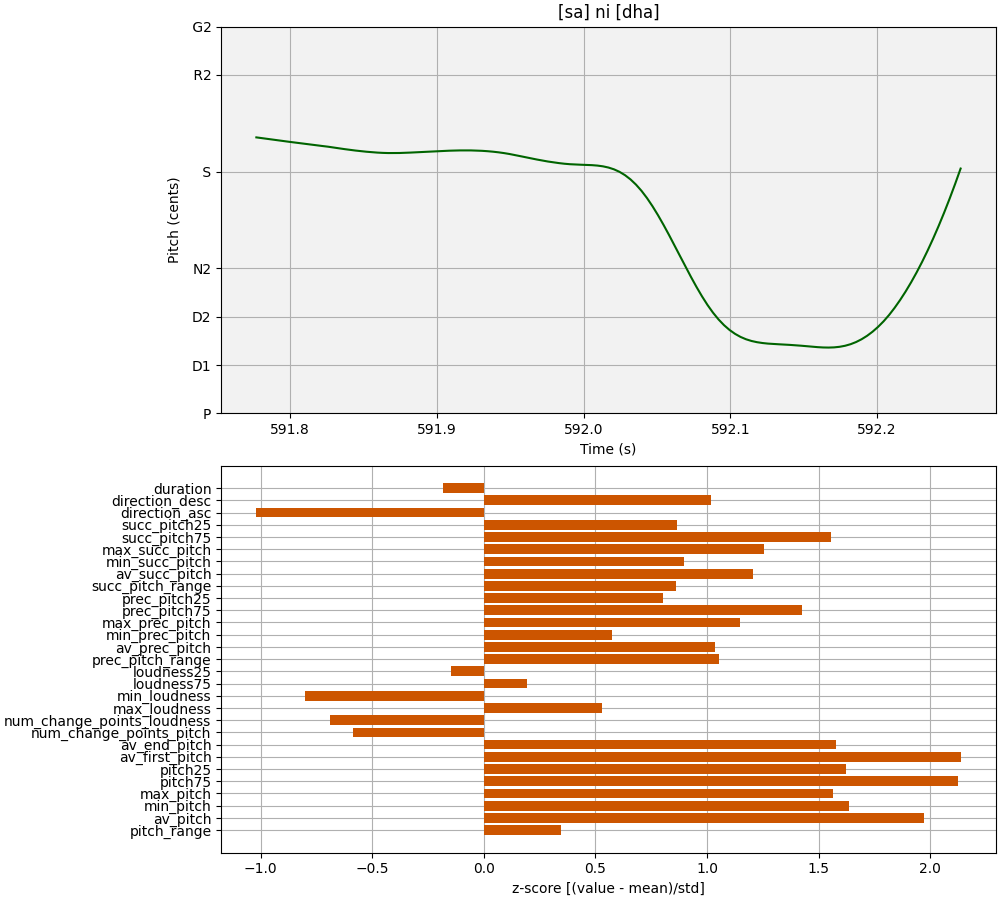 [sa] ni [dha]
G2
R2
S
N2
D2
D1
P
Pitch (cents)
591.8 591.9 592.0 592.1 592.2
Time (s)
duration
direction_desc
direction_asc
succ_pitch25
succ_pitch75
max_succ_pitch
min_succ_pitch
av_succ_pitch
succ_pitch_range
prec_pitch25
prec_pitch75
max_prec_pitch
min_prec_pitch
av_prec_pitch
prec_pitch_range
loudness25
loudness75
min_loudness
max_loudness
num_change_points_loudness
num_change_points_pitch
av_end_pitch
av_first_pitch
pitch25
pitch75
max_pitch
min_pitch
av_pitch
pitch_range
−1.0 −0.5 0.0 0.5 1.0 1.5 2.0
z-score [(value - mean)/std]